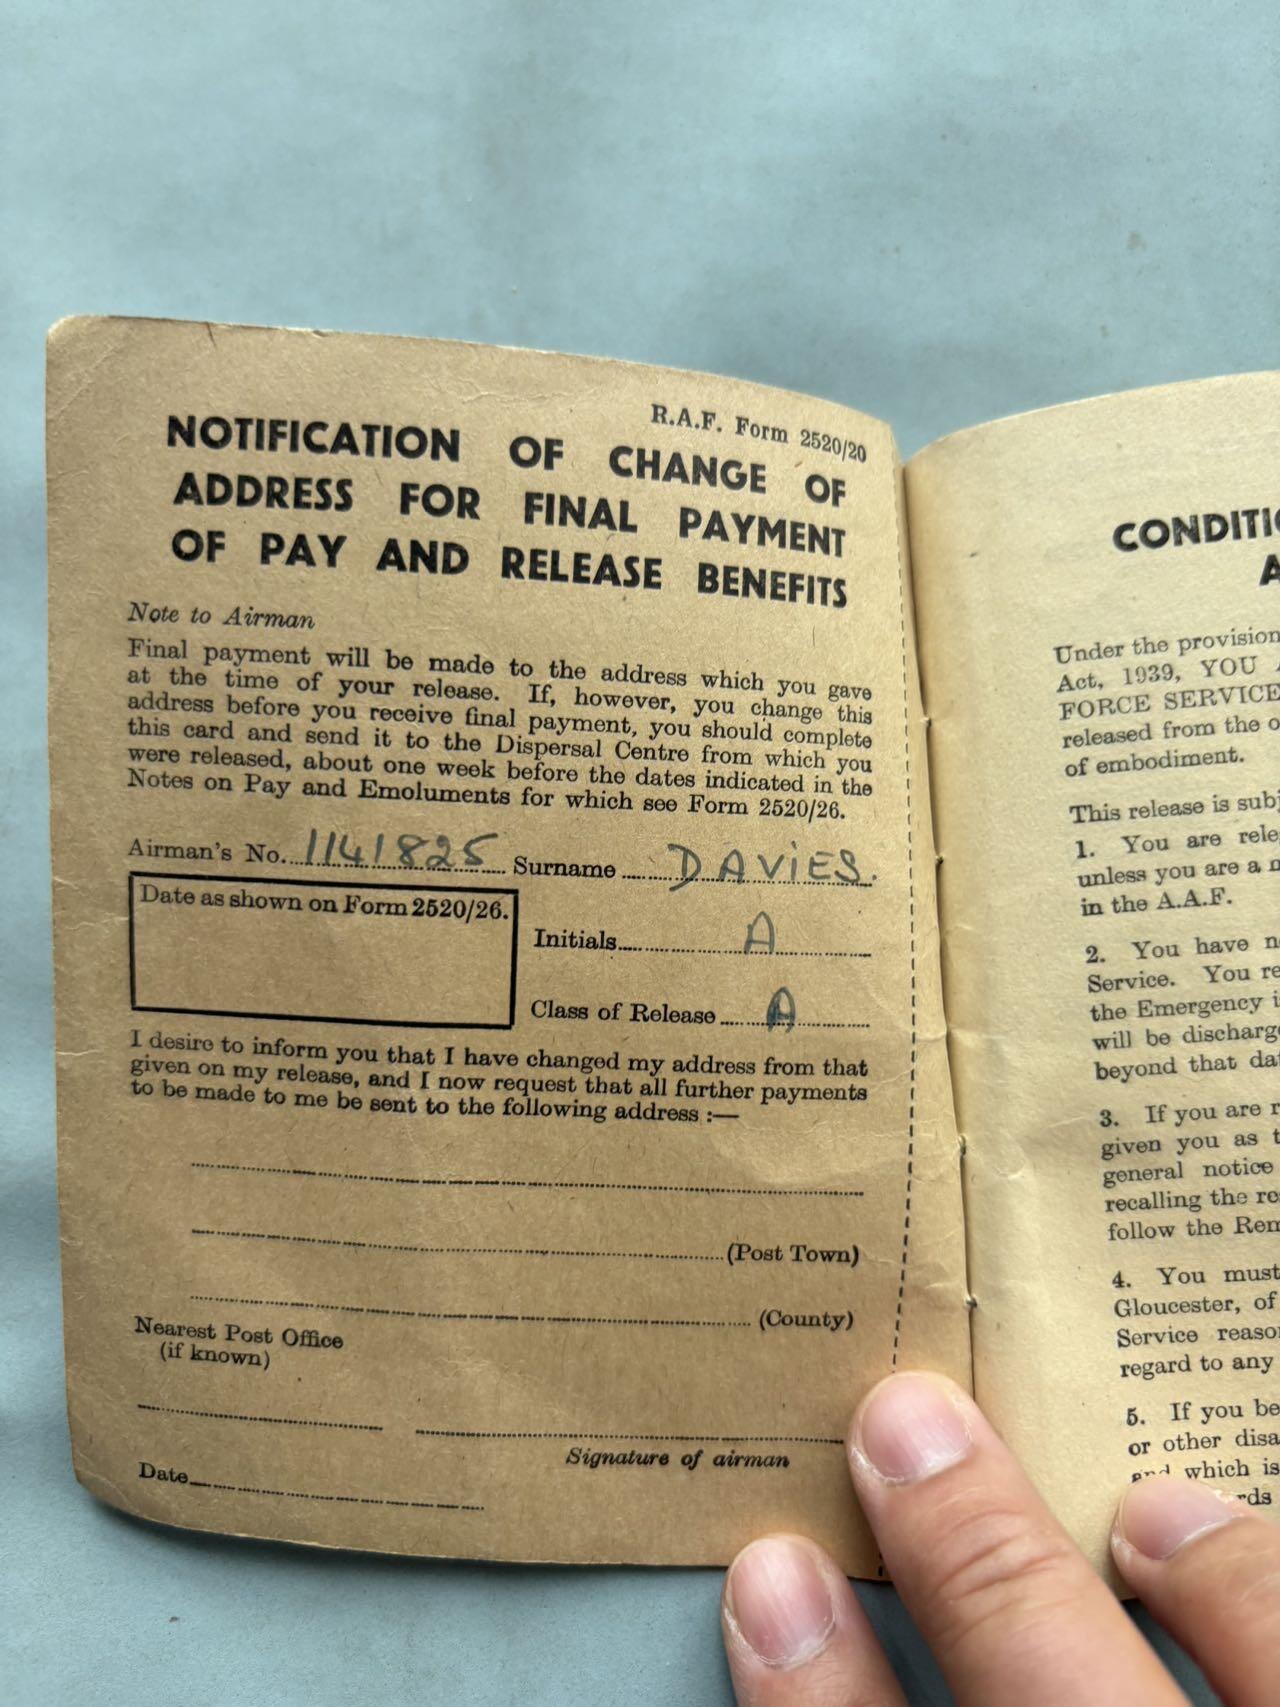 R.A.F. Form 2520/20
NOTIFICATION OF CHANGE OF
ADDRESS FOR FINAL PAYMENT
OF PAY AND RELEASE BENEFITS
Note to Airman
Final payment will be made to the address which you gave
at the time of your release. If, however, you change this
address before you receive final payment, you should complete
this card and send it to the Dispersal Centre from which you
were released, about one week before the dates indicated in the
Notes on Pay and Emoluments for which see Form 2520/26.
Airman's No. 1141825 Surname DAVIES.
Date as shown on Form 2520/26.
Initials A
Class of Release A
I desire to inform you that I have changed my address from that
given on my release, and I now request that all further payments
to be made to me be sent to the following address :—
(Post Town)
(County)
Nearest Post Office
(if known)
Signature of airman
Date
CONDITIO
A
Under the provision
Act, 1939, YOU A
FORCE SERVICE
released from the o
of embodiment.
This release is subj
1. You are rele
unless you are a m
in the A.A.F.
2. You have no
Service. You re
the Emergency i
will be discharge
beyond that dat
3. If you are r
given you as t
general notice
recalling the re
follow the Rem
4. You must
Gloucester, of
Service reaso
regard to any
5. If you be
or other disa
and which is
rds